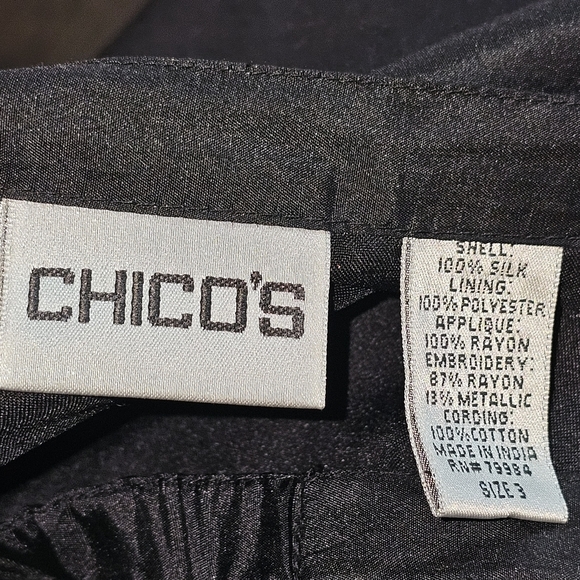 CHICO'S
SHELL:
100% SILK
LINING:
100% POLYESTER
APPLIQUE:
100% RAYON
EMBROIDERY:
87% RAYON
13% METALLIC
CORDING:
100% COTTON
MADE IN INDIA
RN# 79984
SIZE 3